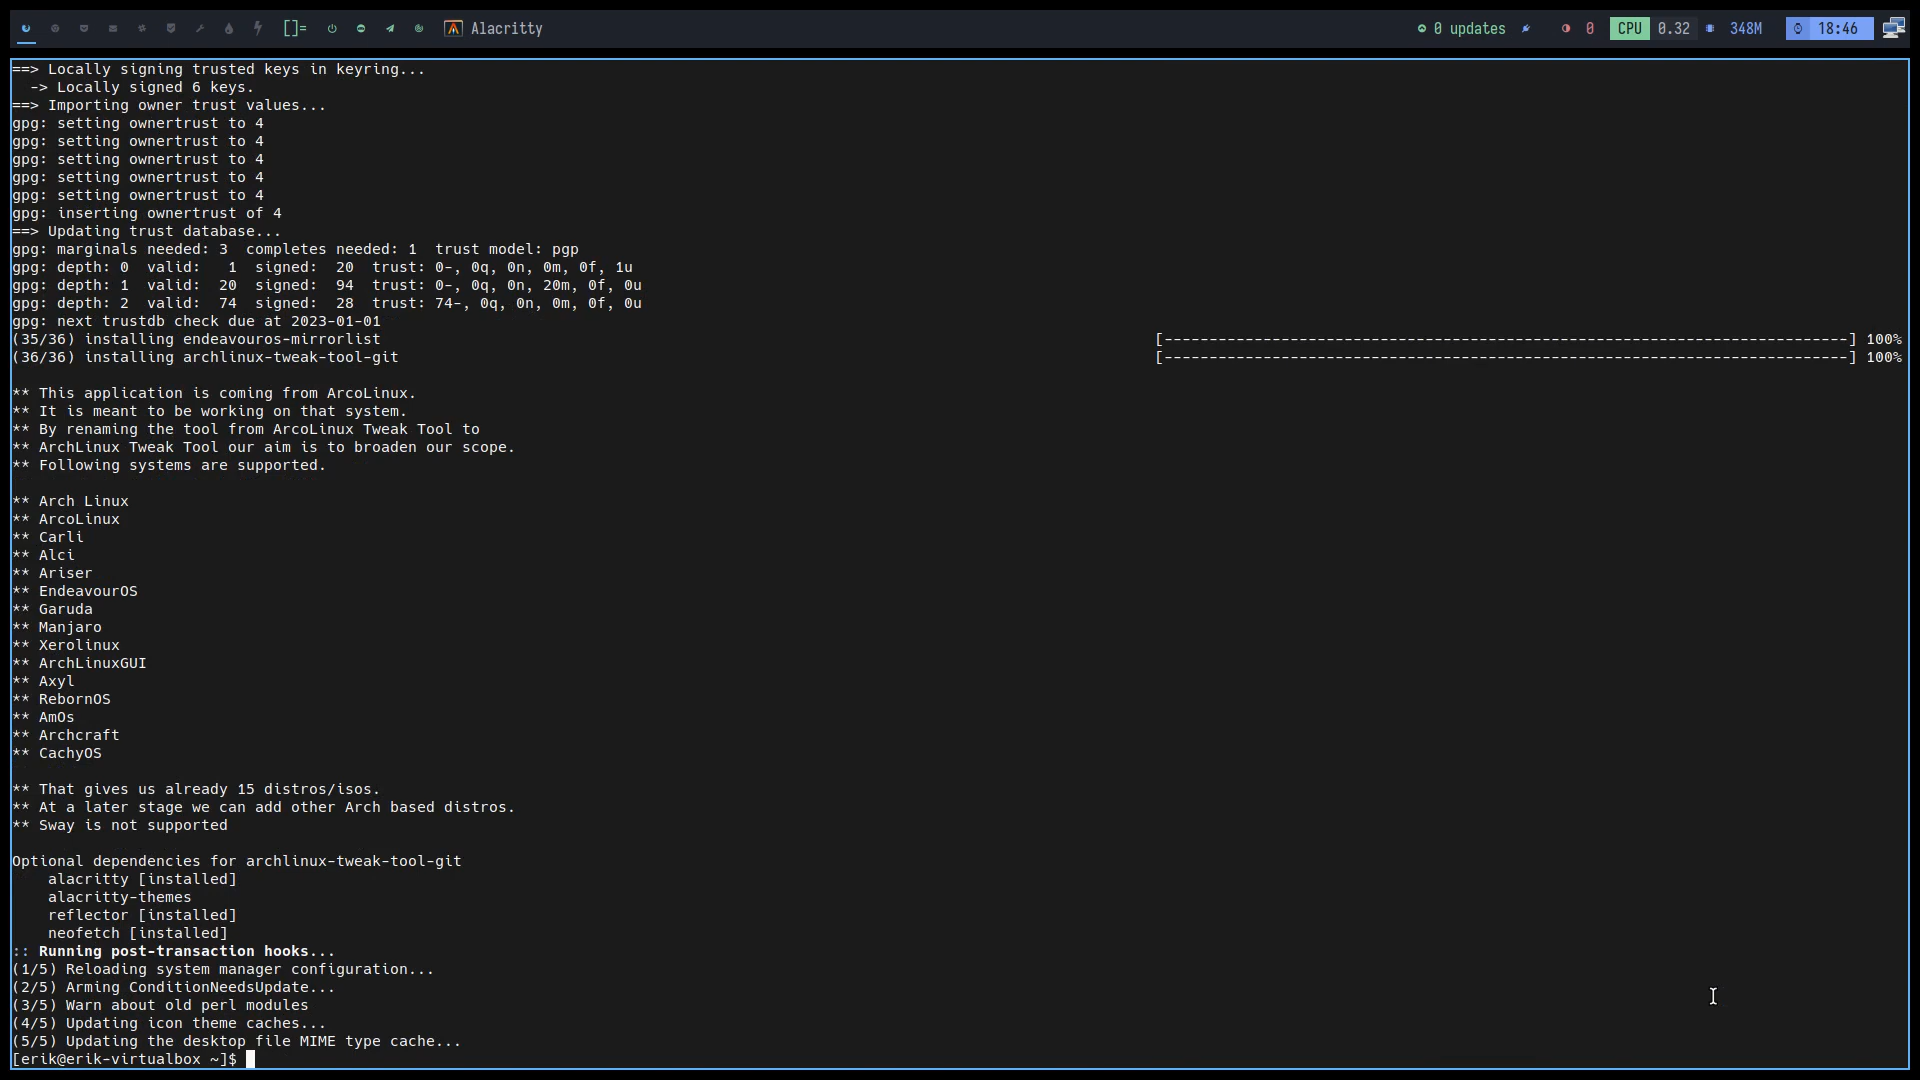 []= Alacritty 0 updates 0 CPU 0.32 348M 18:46
==> Locally signing trusted keys in keyring...
  -> Locally signed 6 keys.
==> Importing owner trust values...
gpg: setting ownertrust to 4
gpg: setting ownertrust to 4
gpg: setting ownertrust to 4
gpg: setting ownertrust to 4
gpg: setting ownertrust to 4
gpg: inserting ownertrust of 4
==> Updating trust database...
gpg: marginals needed: 3  completes needed: 1  trust model: pgp
gpg: depth: 0  valid:   1  signed:  20  trust: 0-, 0q, 0n, 0m, 0f, 1u
gpg: depth: 1  valid:  20  signed:  94  trust: 0-, 0q, 0n, 20m, 0f, 0u
gpg: depth: 2  valid:  74  signed:  28  trust: 74-, 0q, 0n, 0m, 0f, 0u
gpg: next trustdb check due at 2023-01-01
(35/36) installing endeavouros-mirrorlist [-----------------------------------------------------------------------------] 100%
(36/36) installing archlinux-tweak-tool-git [-----------------------------------------------------------------------------] 100%
** This application is coming from ArcoLinux.
** It is meant to be working on that system.
** By renaming the tool from ArcoLinux Tweak Tool to
** ArchLinux Tweak Tool our aim is to broaden our scope.
** Following systems are supported.
** Arch Linux
** ArcoLinux
** Carli
** Alci
** Ariser
** EndeavourOS
** Garuda
** Manjaro
** Xerolinux
** ArchLinuxGUI
** Axyl
** RebornOS
** AmOs
** Archcraft
** CachyOS
** That gives us already 15 distros/isos.
** At a later stage we can add other Arch based distros.
** Sway is not supported
Optional dependencies for archlinux-tweak-tool-git
    alacritty [installed]
    alacritty-themes
    reflector [installed]
    neofetch [installed]
:: Running post-transaction hooks...
(1/5) Reloading system manager configuration...
(2/5) Arming ConditionNeedsUpdate...
(3/5) Warn about old perl modules
(4/5) Updating icon theme caches...
(5/5) Updating the desktop file MIME type cache...
[erik@erik-virtualbox ~]$